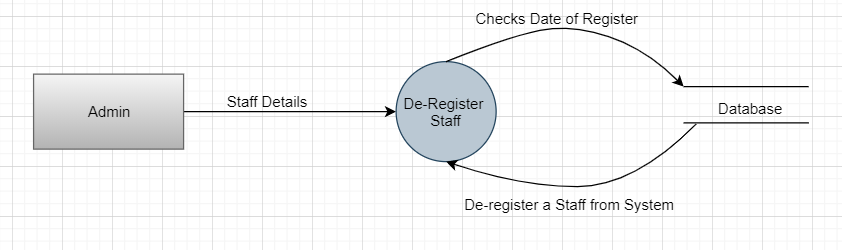 Checks Date of Register
Admin
Staff Details
De-Register
Staff
Database
De-register a Staff from System